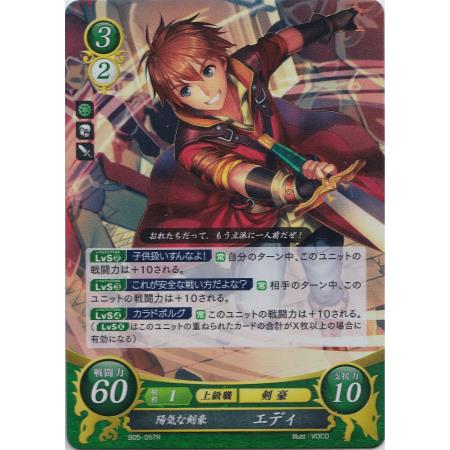 3
2
おれたちだって、もう立派に一人前だぜ!
LvS2 子供扱いすんなよ! 常 自分のターン中、このユニットの
戦闘力は+10される。
LvS3 これが安全な戦い方だよな? 常 相手のターン中、このユニットの
戦闘力は+10される。
LvS4 カラドボルグ 常 このユニットの戦闘力は+10される。
(LvSX はこのユニットの重ねられたカードの合計がX枚以上の場合に
有効になる)
戦闘力
60
射程 1 上級職 剣豪
支援力
10
陽気な剣豪 エディ
B05-057R
Illust:VOCO